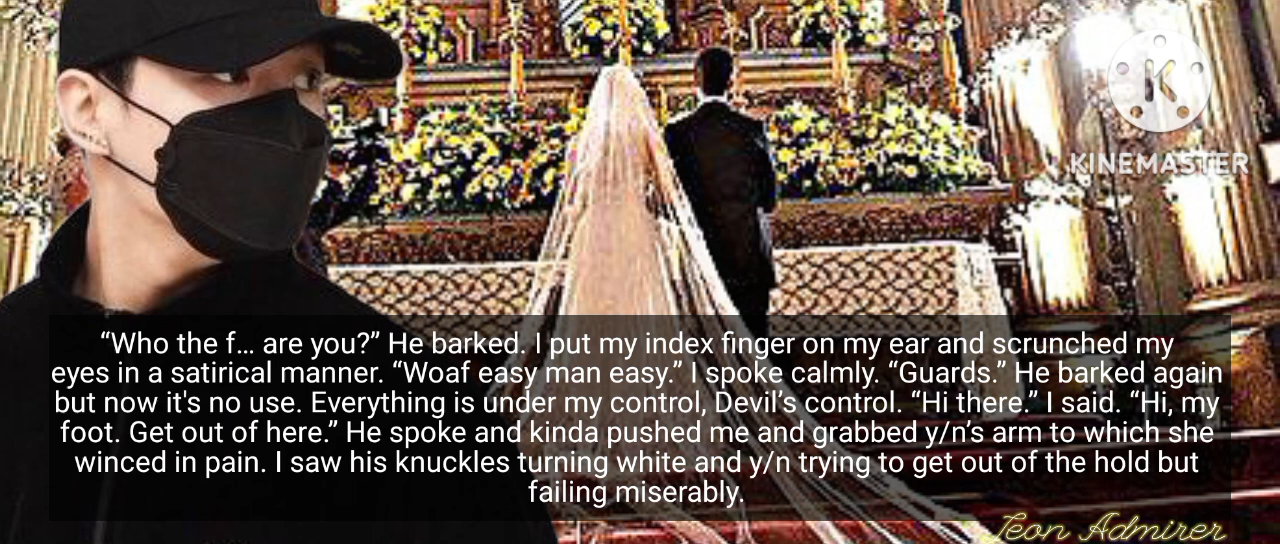 K
KINEMASTER
“Who the f... are you?” He barked. I put my index finger on my ear and scrunched my
eyes in a satirical manner. “Woaf easy man easy.” I spoke calmly. “Guards.” He barked again
but now it's no use. Everything is under my control, Devil’s control. “Hi there.” I said. “Hi, my
foot. Get out of here.” He spoke and kinda pushed me and grabbed y/n’s arm to which she
winced in pain. I saw his knuckles turning white and y/n trying to get out of the hold but
failing miserably.
Jeon Admirer